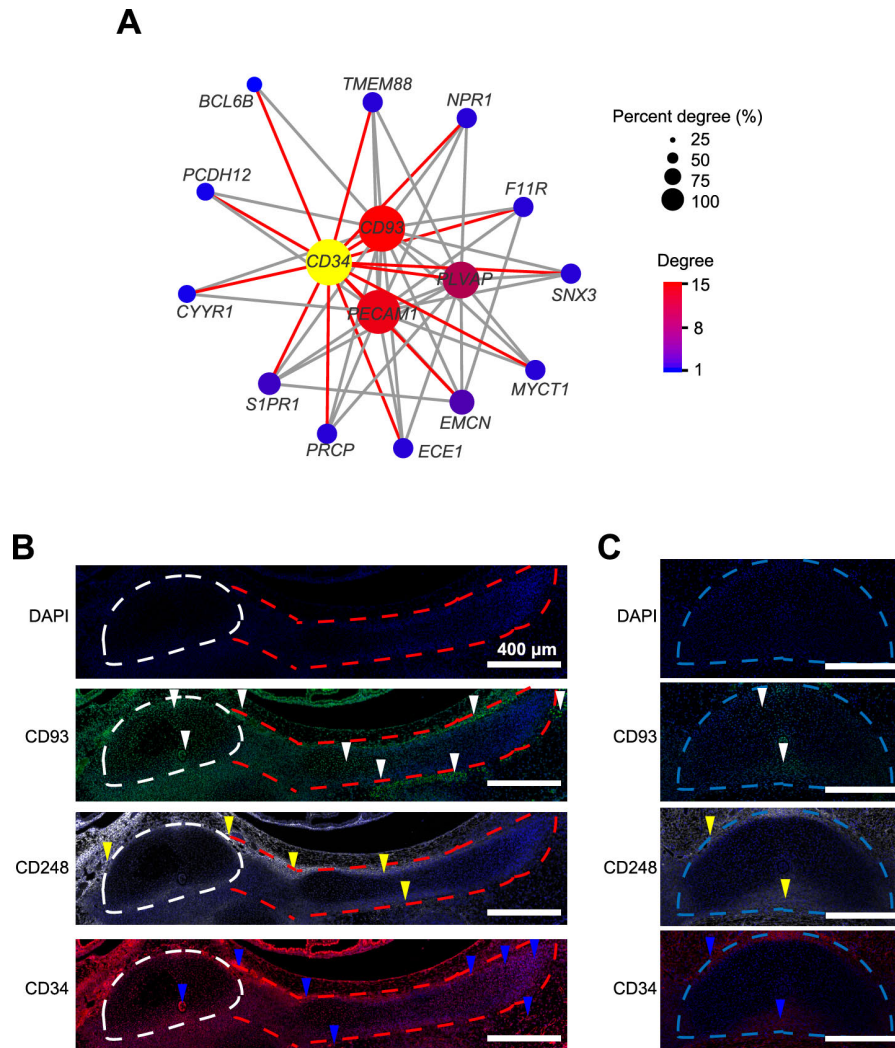 A
TMEM88
NPR1
BCL6B
Percent degree (%)
25
50
75
100
PCDH12
F11R
CD93
CD34
Degree
15
8
1
PLVAP
SNX3
CYYR1
PECAM1
MYCT1
S1PR1
EMCN
PRCP
ECE1
B
C
DAPI
400 µm
DAPI
CD93
CD93
CD248
CD248
CD34
CD34